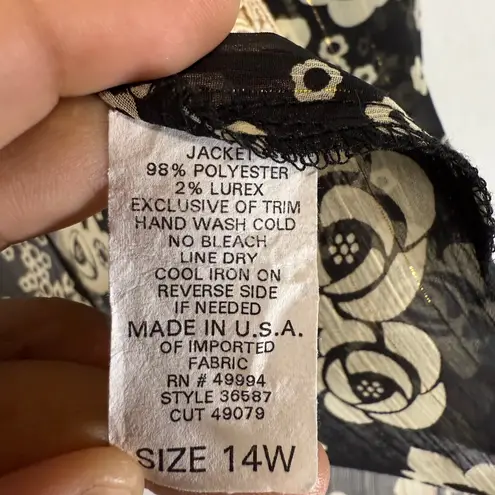 JACKET
98% POLYESTER
2% LUREX
EXCLUSIVE OF TRIM
HAND WASH COLD
NO BLEACH
LINE DRY
COOL IRON ON
REVERSE SIDE
IF NEEDED
MADE IN U.S.A.
OF IMPORTED
FABRIC
RN # 49994
STYLE 36587
CUT 49079
SIZE 14W